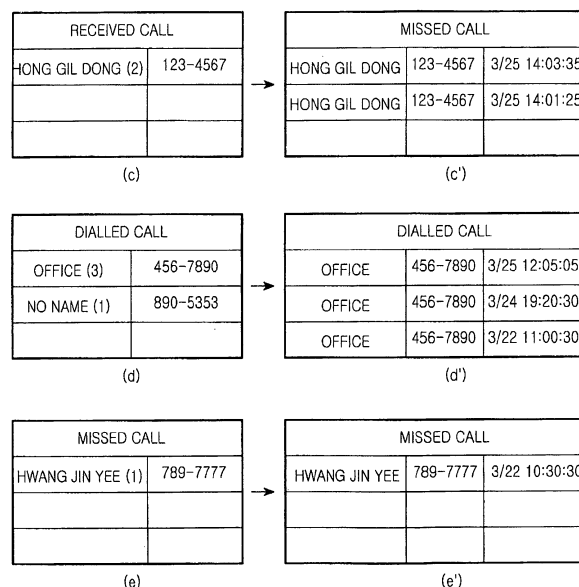 RECEIVED CALL
HONG GIL DONG (2) 123-4567
(c)
MISSED CALL
HONG GIL DONG 123-4567 3/25 14:03:35
HONG GIL DONG 123-4567 3/25 14:01:25
(c')
DIALLED CALL
OFFICE (3) 456-7890
NO NAME (1) 890-5353
(d)
DIALLED CALL
OFFICE 456-7890 3/25 12:05:05
OFFICE 456-7890 3/24 19:20:30
OFFICE 456-7890 3/22 11:00:30
(d')
MISSED CALL
HWANG JIN YEE (1) 789-7777
(e)
MISSED CALL
HWANG JIN YEE 789-7777 3/22 10:30:30
(e')